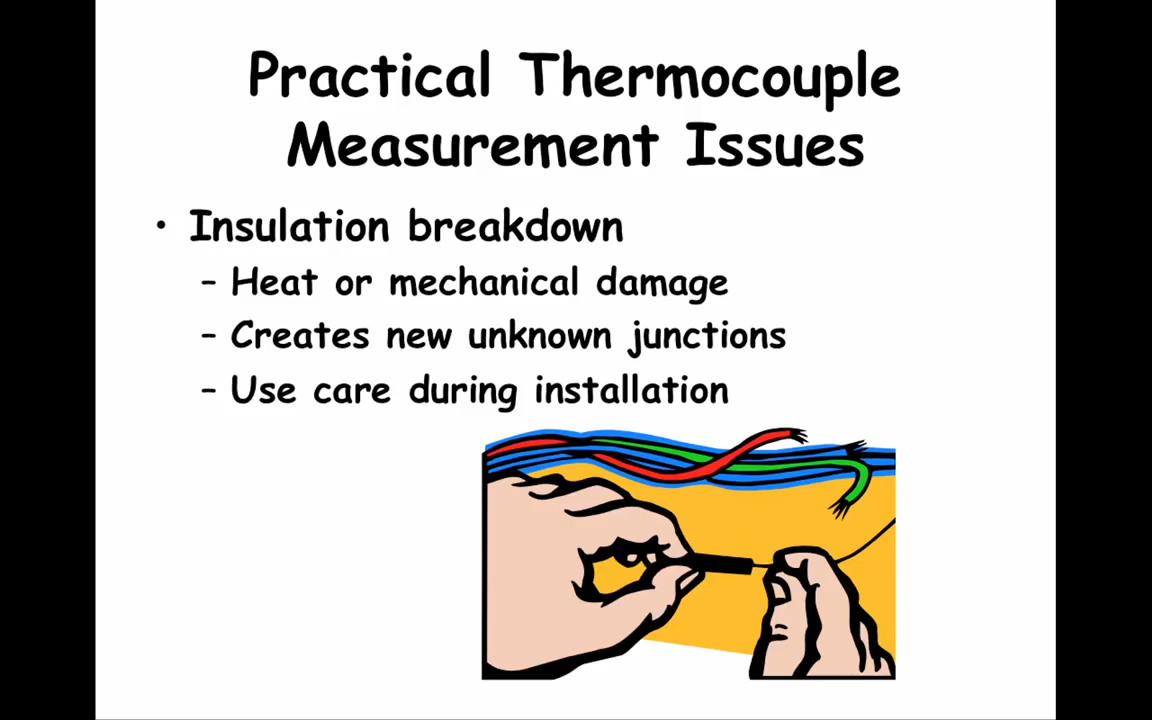 Practical Thermocouple
Measurement Issues
• Insulation breakdown
– Heat or mechanical damage
– Creates new unknown junctions
– Use care during installation